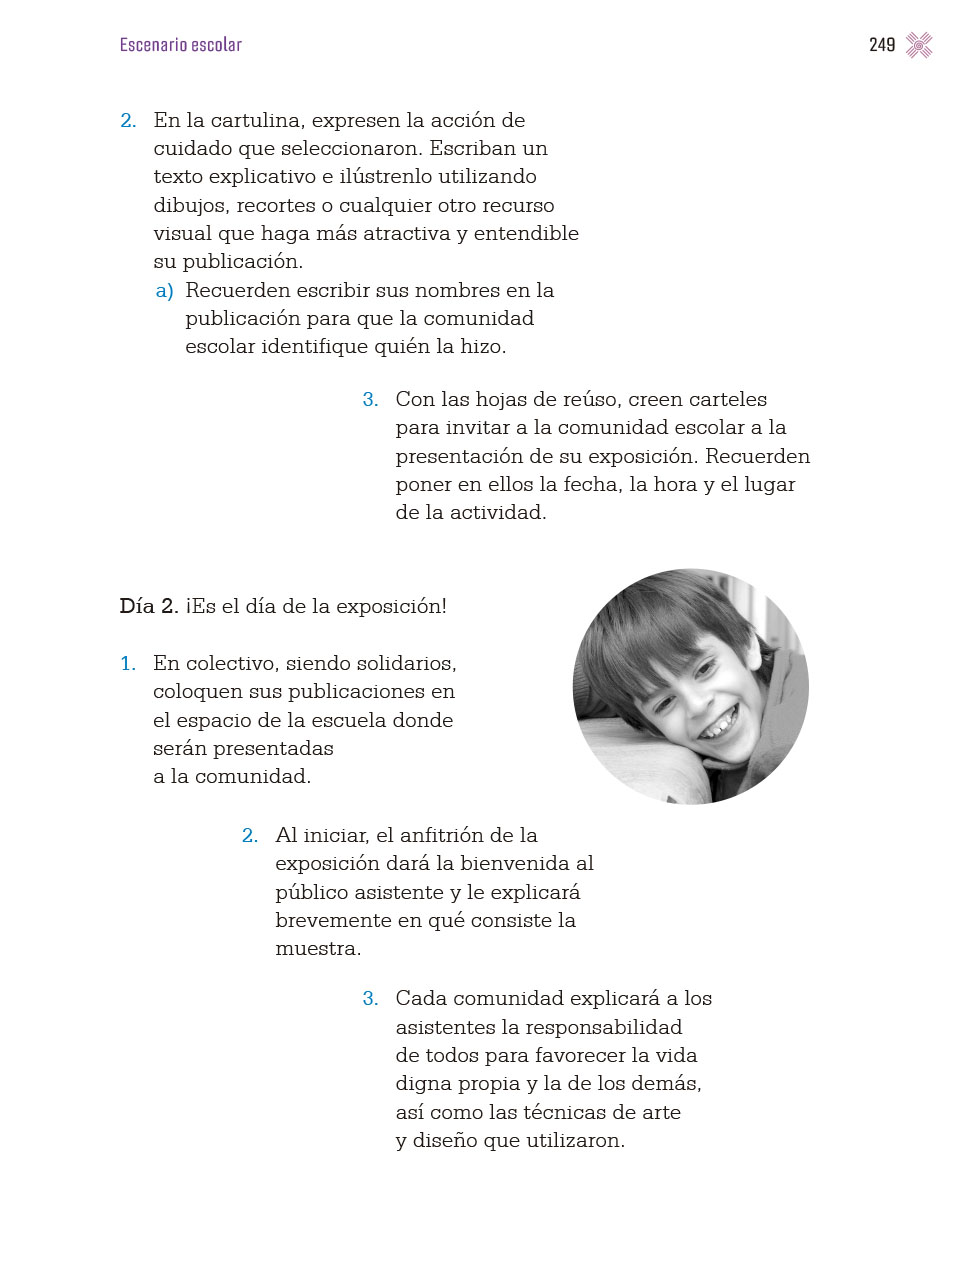 Escenario escolar
249
2. En la cartulina, expresen la acción de
cuidado que seleccionaron. Escriban un
texto explicativo e ilústrenlo utilizando
dibujos, recortes o cualquier otro recurso
visual que haga más atractiva y entendible
su publicación.
a) Recuerden escribir sus nombres en la
publicación para que la comunidad
escolar identifique quién la hizo.
3. Con las hojas de reúso, creen carteles
para invitar a la comunidad escolar a la
presentación de su exposición. Recuerden
poner en ellos la fecha, la hora y el lugar
de la actividad.
Día 2. ¡Es el día de la exposición!
1. En colectivo, siendo solidarios,
coloquen sus publicaciones en
el espacio de la escuela donde
serán presentadas
a la comunidad.
2. Al iniciar, el anfitrión de la
exposición dará la bienvenida al
público asistente y le explicará
brevemente en qué consiste la
muestra.
3. Cada comunidad explicará a los
asistentes la responsabilidad
de todos para favorecer la vida
digna propia y la de los demás,
así como las técnicas de arte
y diseño que utilizaron.